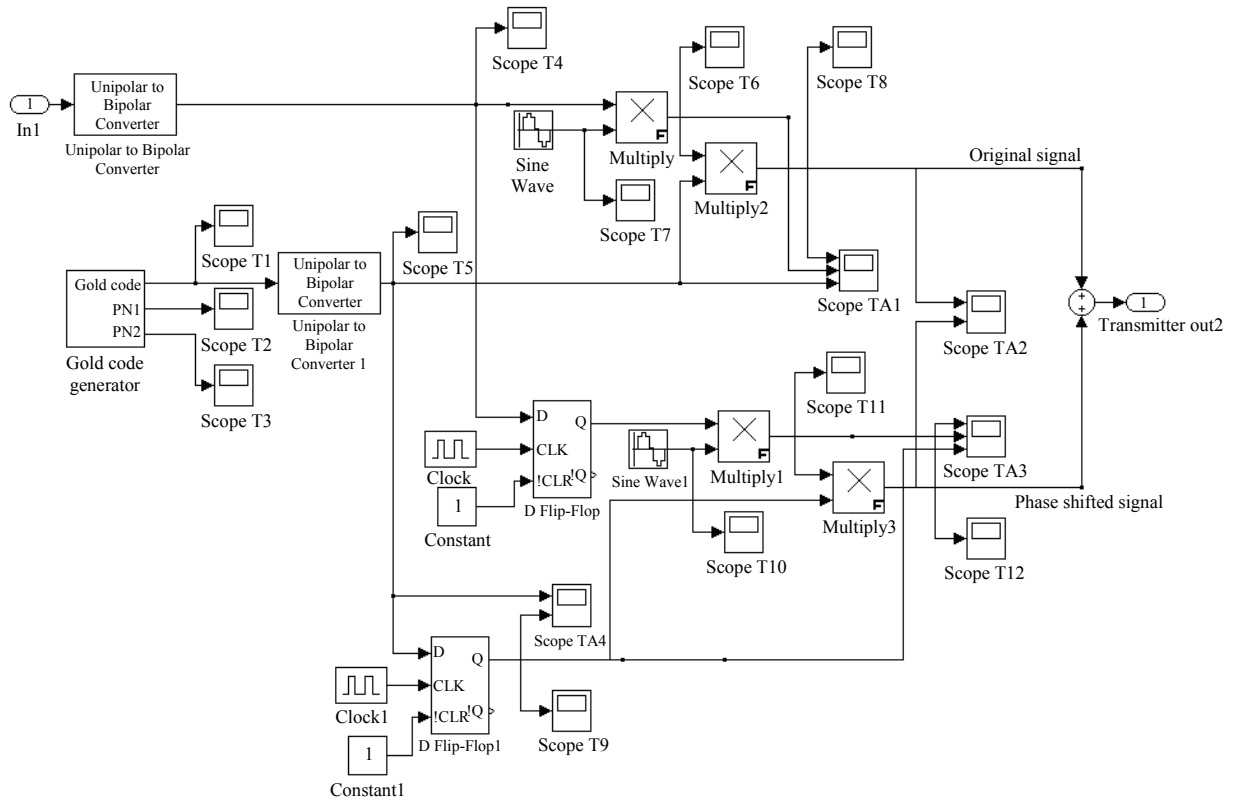 Scope T4
Scope T6
Scope T8
1
In1
Unipolar to
Bipolar
Converter
Unipolar to Bipolar
Converter
Sine
Wave
F
Multiply
Scope T7
F
Multiply2
Original signal
Scope T1
Scope T5
Gold code
PN1
PN2
Gold code
generator
Scope T2
Scope T3
Unipolar to
Bipolar
Converter
Unipolar to
Bipolar
Converter 1
Scope TA1
Scope TA2
+
+
1
Transmitter out2
Scope T11
D
CLK
!CLR
Q
!Q
D Flip-Flop
Clock
1
Constant
Sine Wave1
F
Multiply1
Scope T10
F
Multiply3
Scope TA3
Phase shifted signal
Scope T12
Scope TA4
D
CLK
!CLR
Q
!Q
D Flip-Flop1
Clock1
1
Constant1
Scope T9